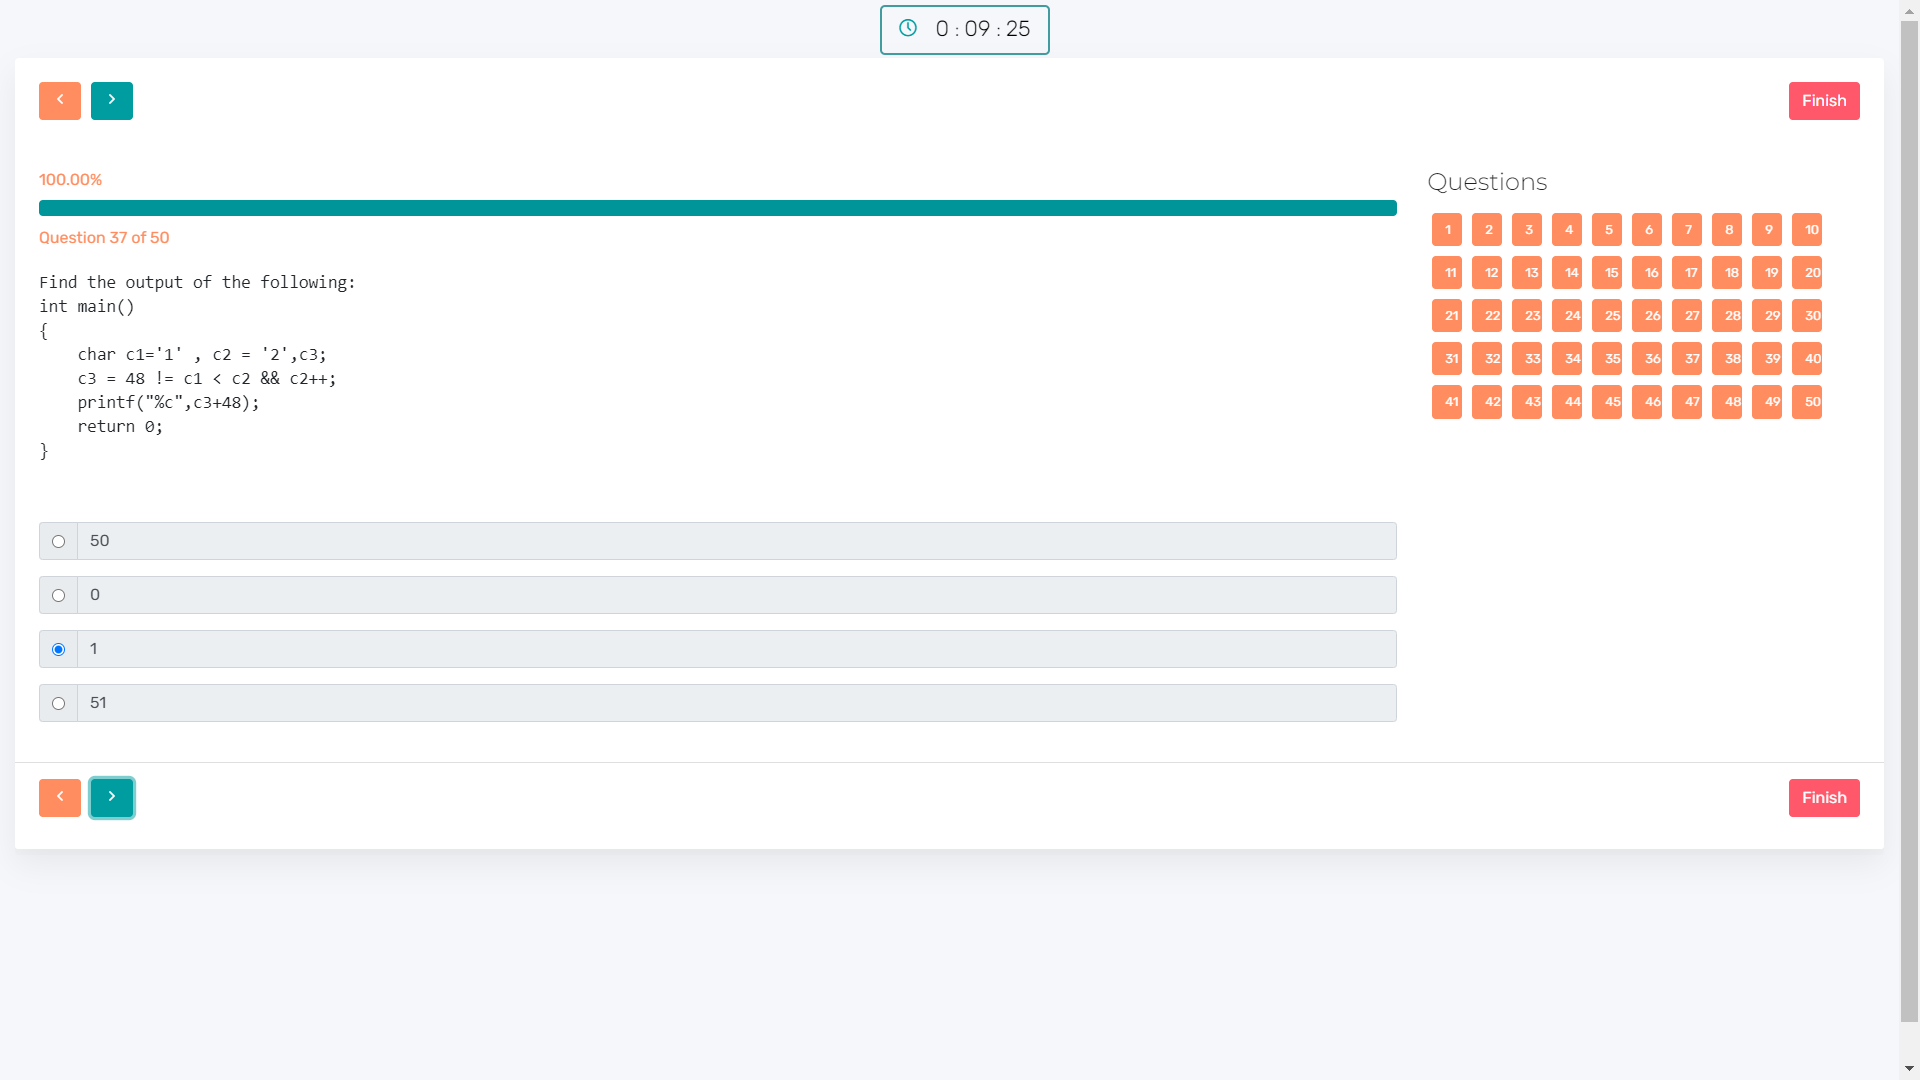 0 : 09 : 25
Finish
100.00%
Question 37 of 50
Find the output of the following:
int main()
{
    char c1='1' , c2 = '2',c3;
    c3 = 48 != c1 < c2 && c2++;
    printf("%c",c3+48);
    return 0;
}
50
0
1
51
Questions
1 2 3 4 5 6 7 8 9 10
11 12 13 14 15 16 17 18 19 20
21 22 23 24 25 26 27 28 29 30
31 32 33 34 35 36 37 38 39 40
41 42 43 44 45 46 47 48 49 50
Finish